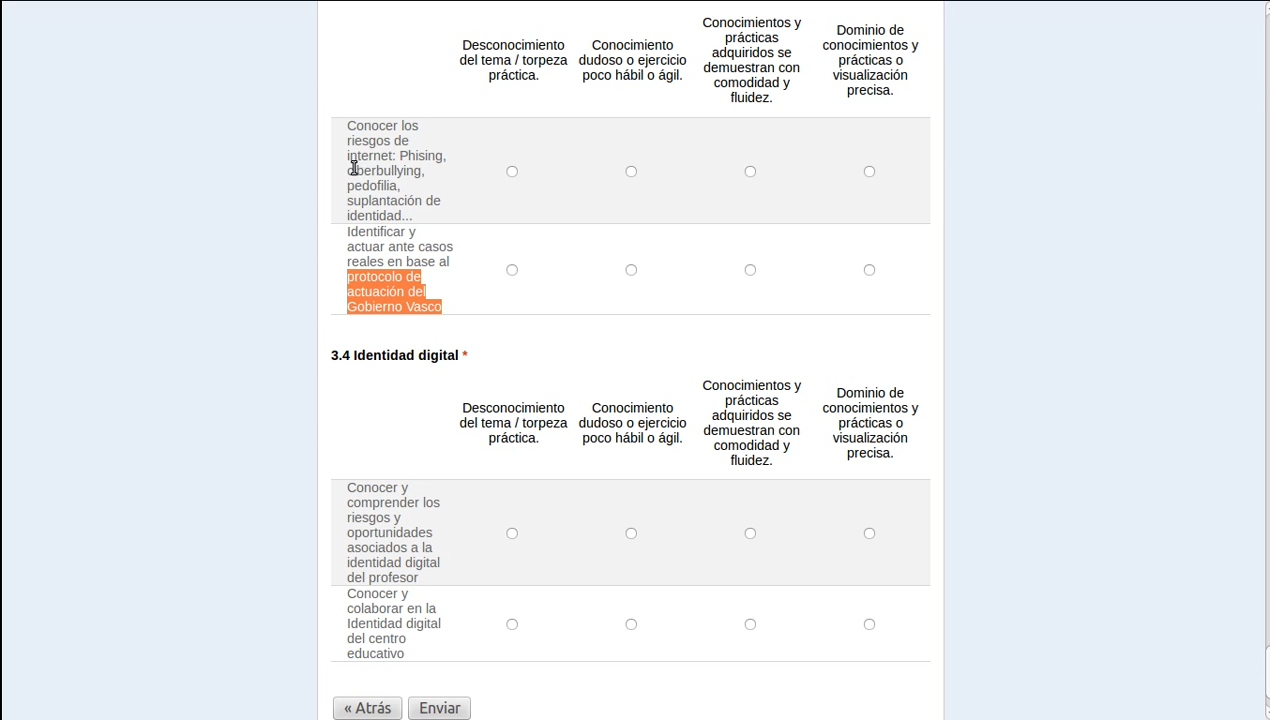 Desconocimiento
del tema / torpeza
práctica.
Conocimiento
dudoso o ejercicio
poco hábil o ágil.
Conocimientos y
prácticas
adquiridos se
demuestran con
comodidad y
fluidez.
Dominio de
conocimientos y
prácticas o
visualización
precisa.
Conocer los
riesgos de
internet: Phising,
ciberbullying,
pedofilia,
suplantación de
identidad...
Identificar y
actuar ante casos
reales en base al
protocolo de
actuación del
Gobierno Vasco
3.4 Identidad digital *
Desconocimiento
del tema / torpeza
práctica.
Conocimiento
dudoso o ejercicio
poco hábil o ágil.
Conocimientos y
prácticas
adquiridos se
demuestran con
comodidad y
fluidez.
Dominio de
conocimientos y
prácticas o
visualización
precisa.
Conocer y
comprender los
riesgos y
oportunidades
asociados a la
identidad digital
del profesor
Conocer y
colaborar en la
Identidad digital
del centro
educativo
« Atrás
Enviar